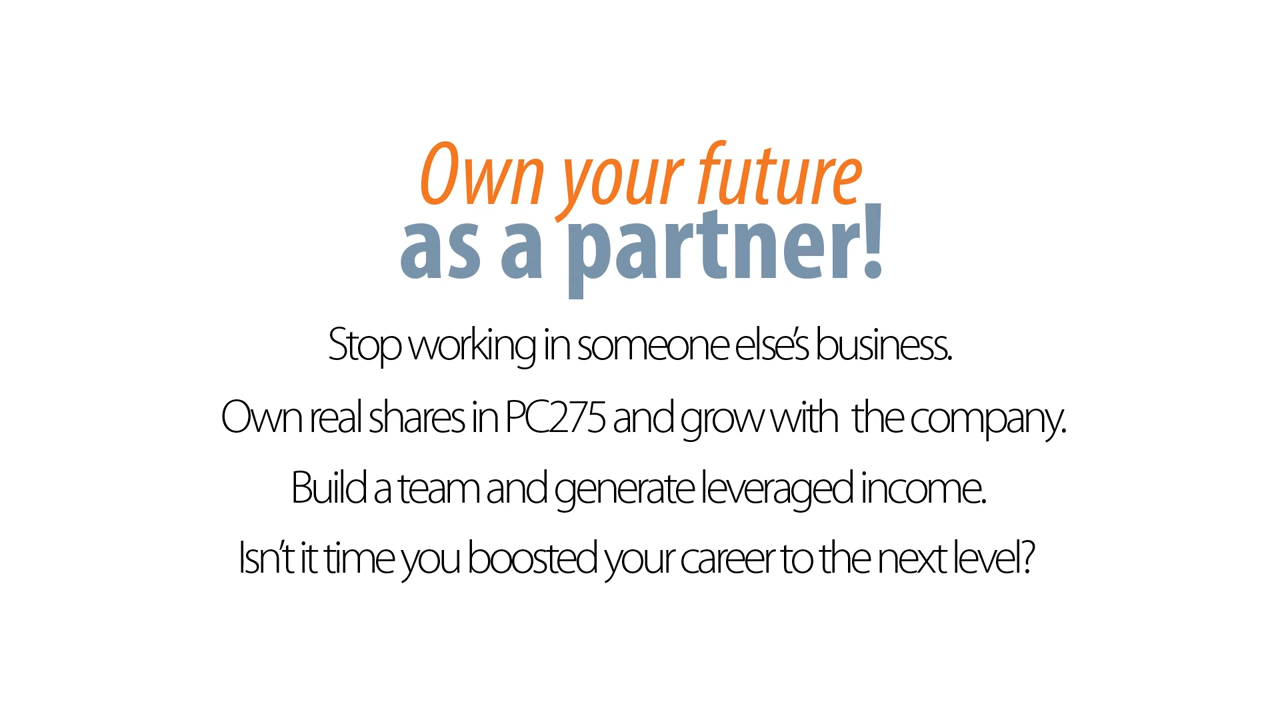 Own your future
as a partner!
Stop working in someone else’s business.
Own real shares in PC275 and grow with  the company.
Build a team and generate leveraged income.
Isn’t it time you boosted your career to the next level?